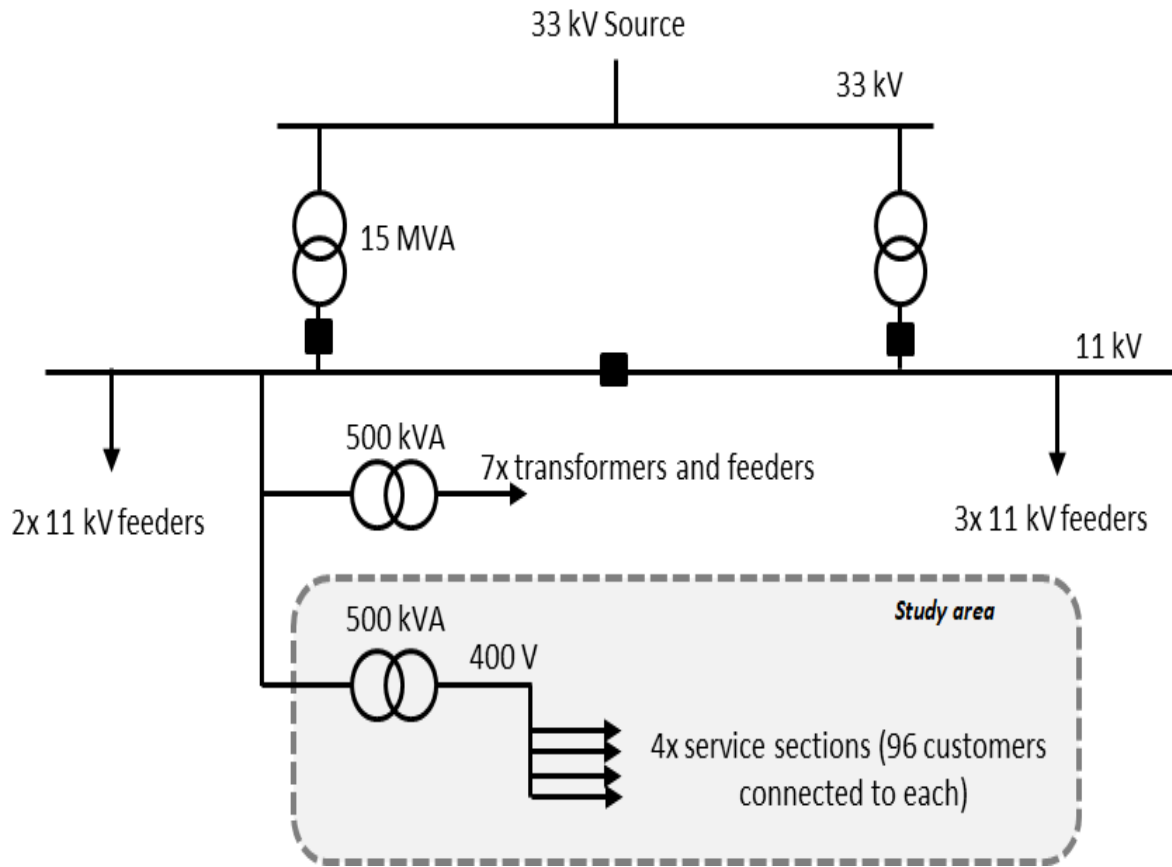 33 kV Source
33 kV
15 MVA
11 kV
500 kVA
7x transformers and feeders
2x 11 kV feeders
3x 11 kV feeders
Study area
500 kVA
400 V
4x service sections (96 customers
connected to each)